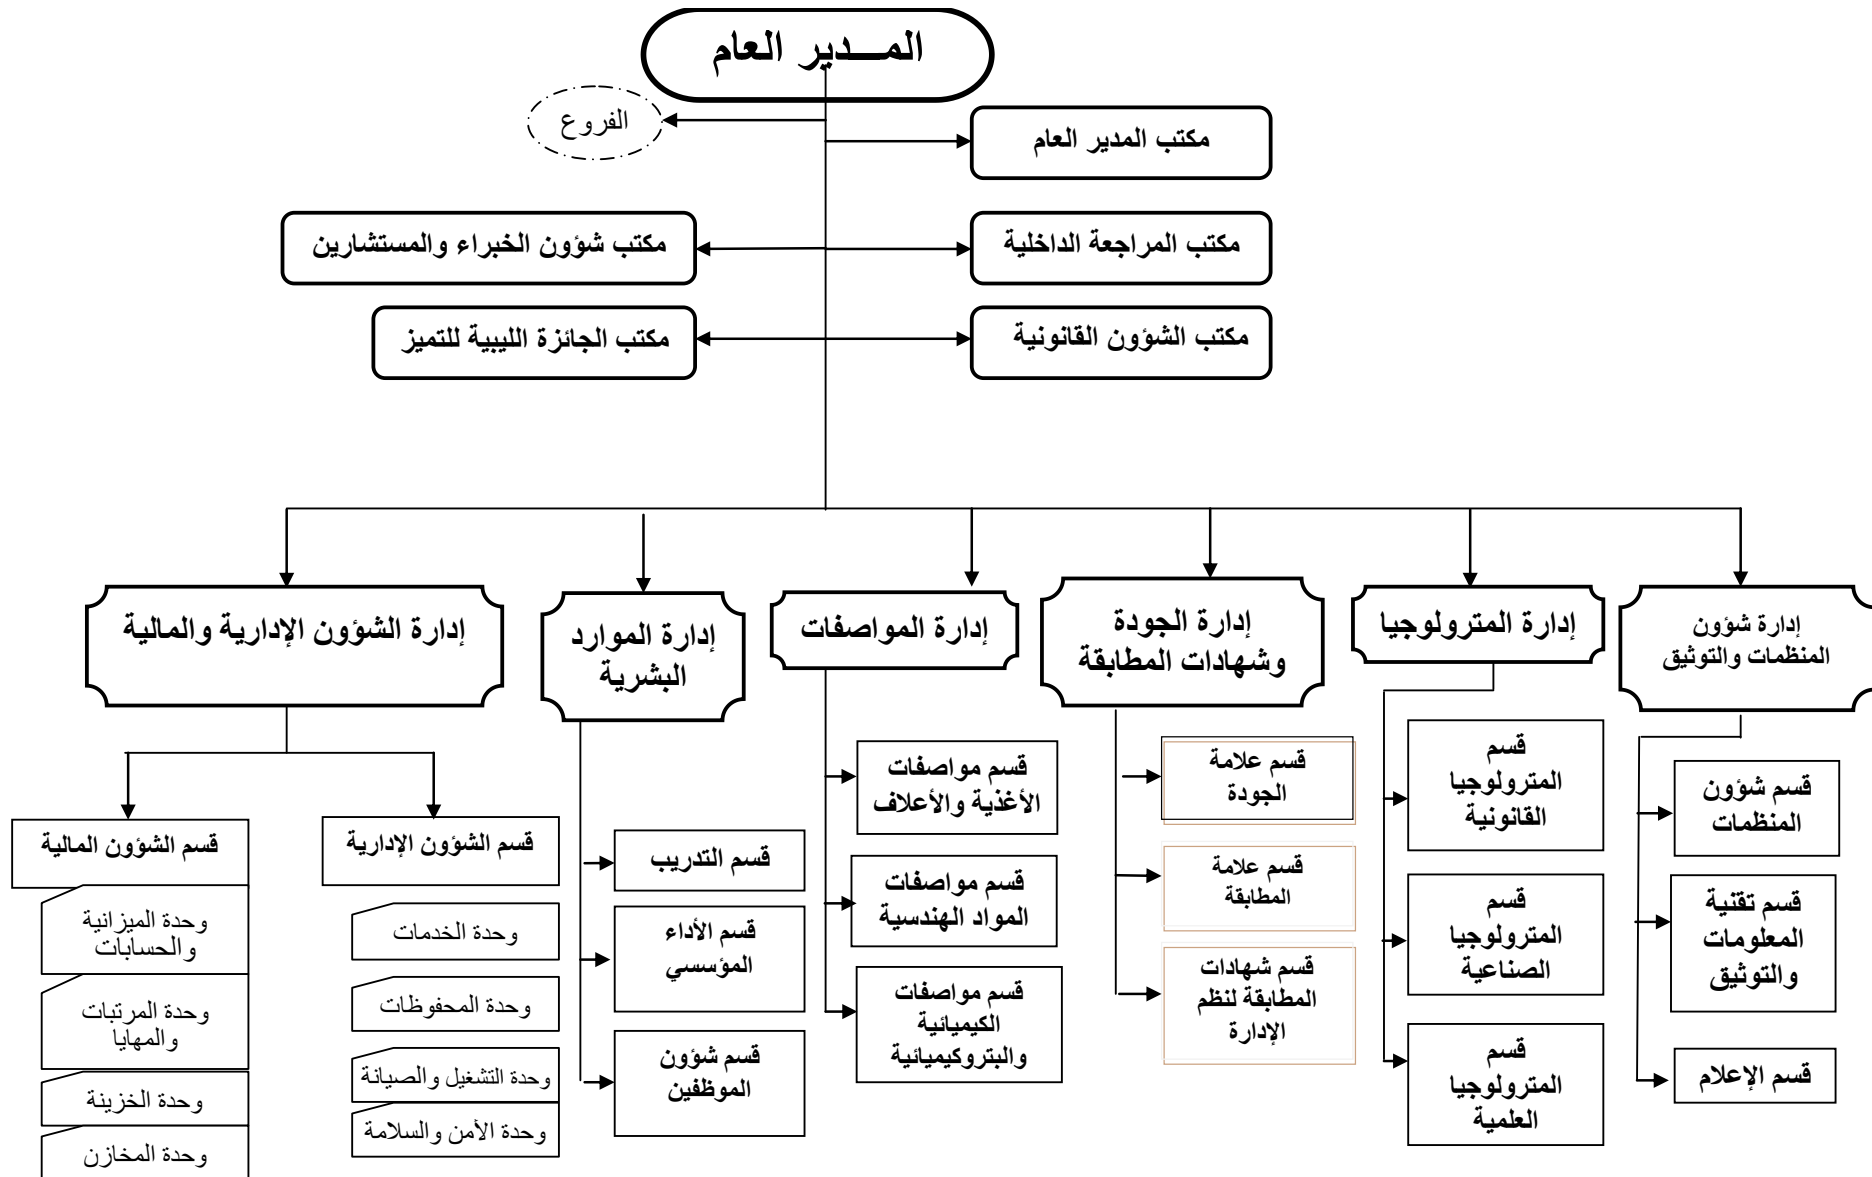 المـــدير العام
الفروع
مكتب المدير العام
مكتب المراجعة الداخلية
مكتب شؤون الخبراء والمستشارين
مكتب الشؤون القانونية
مكتب الجائزة الليبية للتميز
إدارة شؤون
المنظمات والتوثيق
إدارة المترولوجيا
إدارة الجودة
وشهادات المطابقة
إدارة المواصفات
إدارة الموارد
البشرية
إدارة الشؤون الإدارية والمالية
قسم شؤون
المنظمات
قسم تقنية
المعلومات
والتوثيق
قسم الإعلام
قسم
المترولوجيا
القانونية
قسم
المترولوجيا
الصناعية
قسم
المترولوجيا
العلمية
قسم علامة
الجودة
قسم علامة
المطابقة
قسم شهادات
المطابقة لنظم
الإدارة
قسم مواصفات
الأغذية والأعلاف
قسم مواصفات
المواد الهندسية
قسم مواصفات
الكيميائية
والبتروكيميائية
قسم التدريب
قسم الأداء
المؤسسي
قسم شؤون
الموظفين
قسم الشؤون الإدارية
وحدة الخدمات
وحدة المحفوظات
وحدة التشغيل والصيانة
وحدة الأمن والسلامة
قسم الشؤون المالية
وحدة الميزانية
والحسابات
وحدة المرتبات
والمهايا
وحدة الخزينة
وحدة المخازن